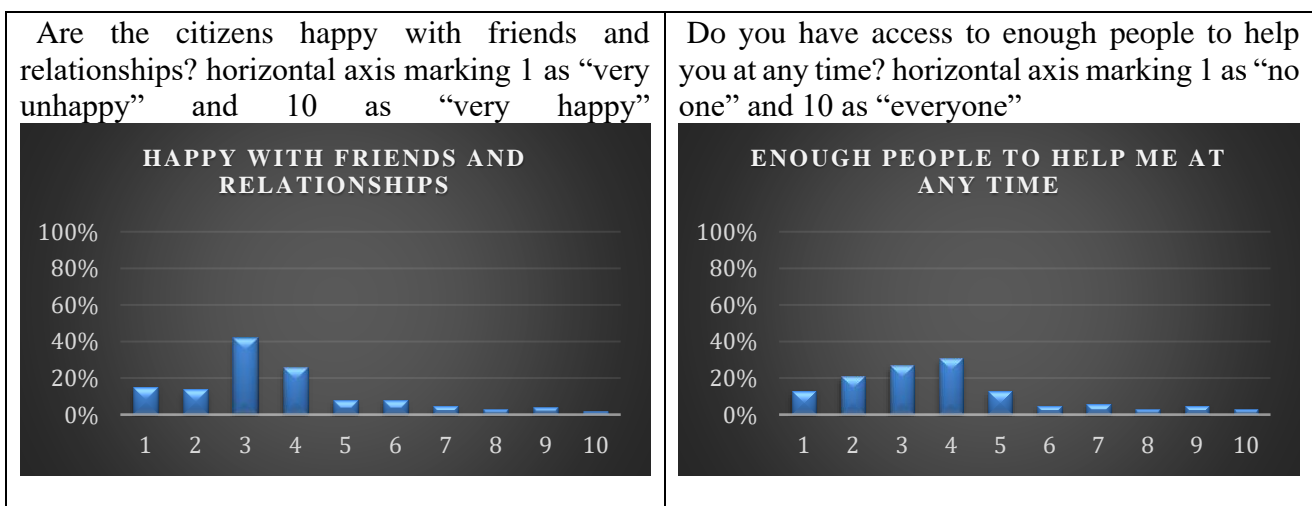 Are the citizens happy with friends and
relationships? horizontal axis marking 1 as “very
unhappy” and 10 as “very happy”
HAPPY WITH FRIENDS AND
RELATIONSHIPS
100%
80%
60%
40%
20%
0%
1 2 3 4 5 6 7 8 9 10
Do you have access to enough people to help
you at any time? horizontal axis marking 1 as “no
one” and 10 as “everyone”
ENOUGH PEOPLE TO HELP ME AT
ANY TIME
100%
80%
60%
40%
20%
0%
1 2 3 4 5 6 7 8 9 10